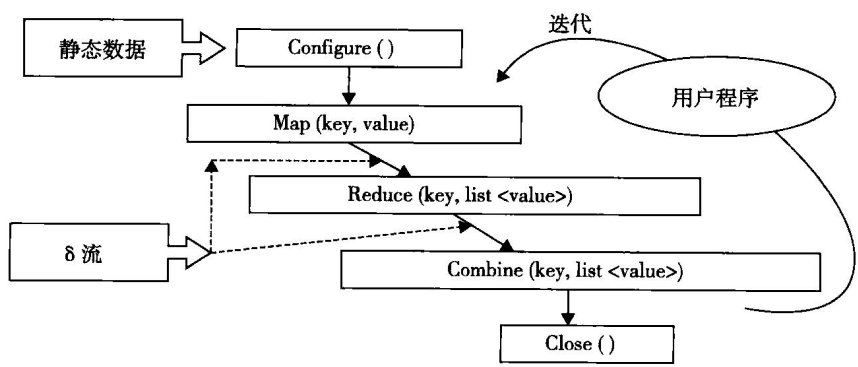 迭代
静态数据
Configure ( )
用户程序
Map (key, value)
Reduce (key, list <value>)
δ 流
Combine (key, list <value>)
Close ( )